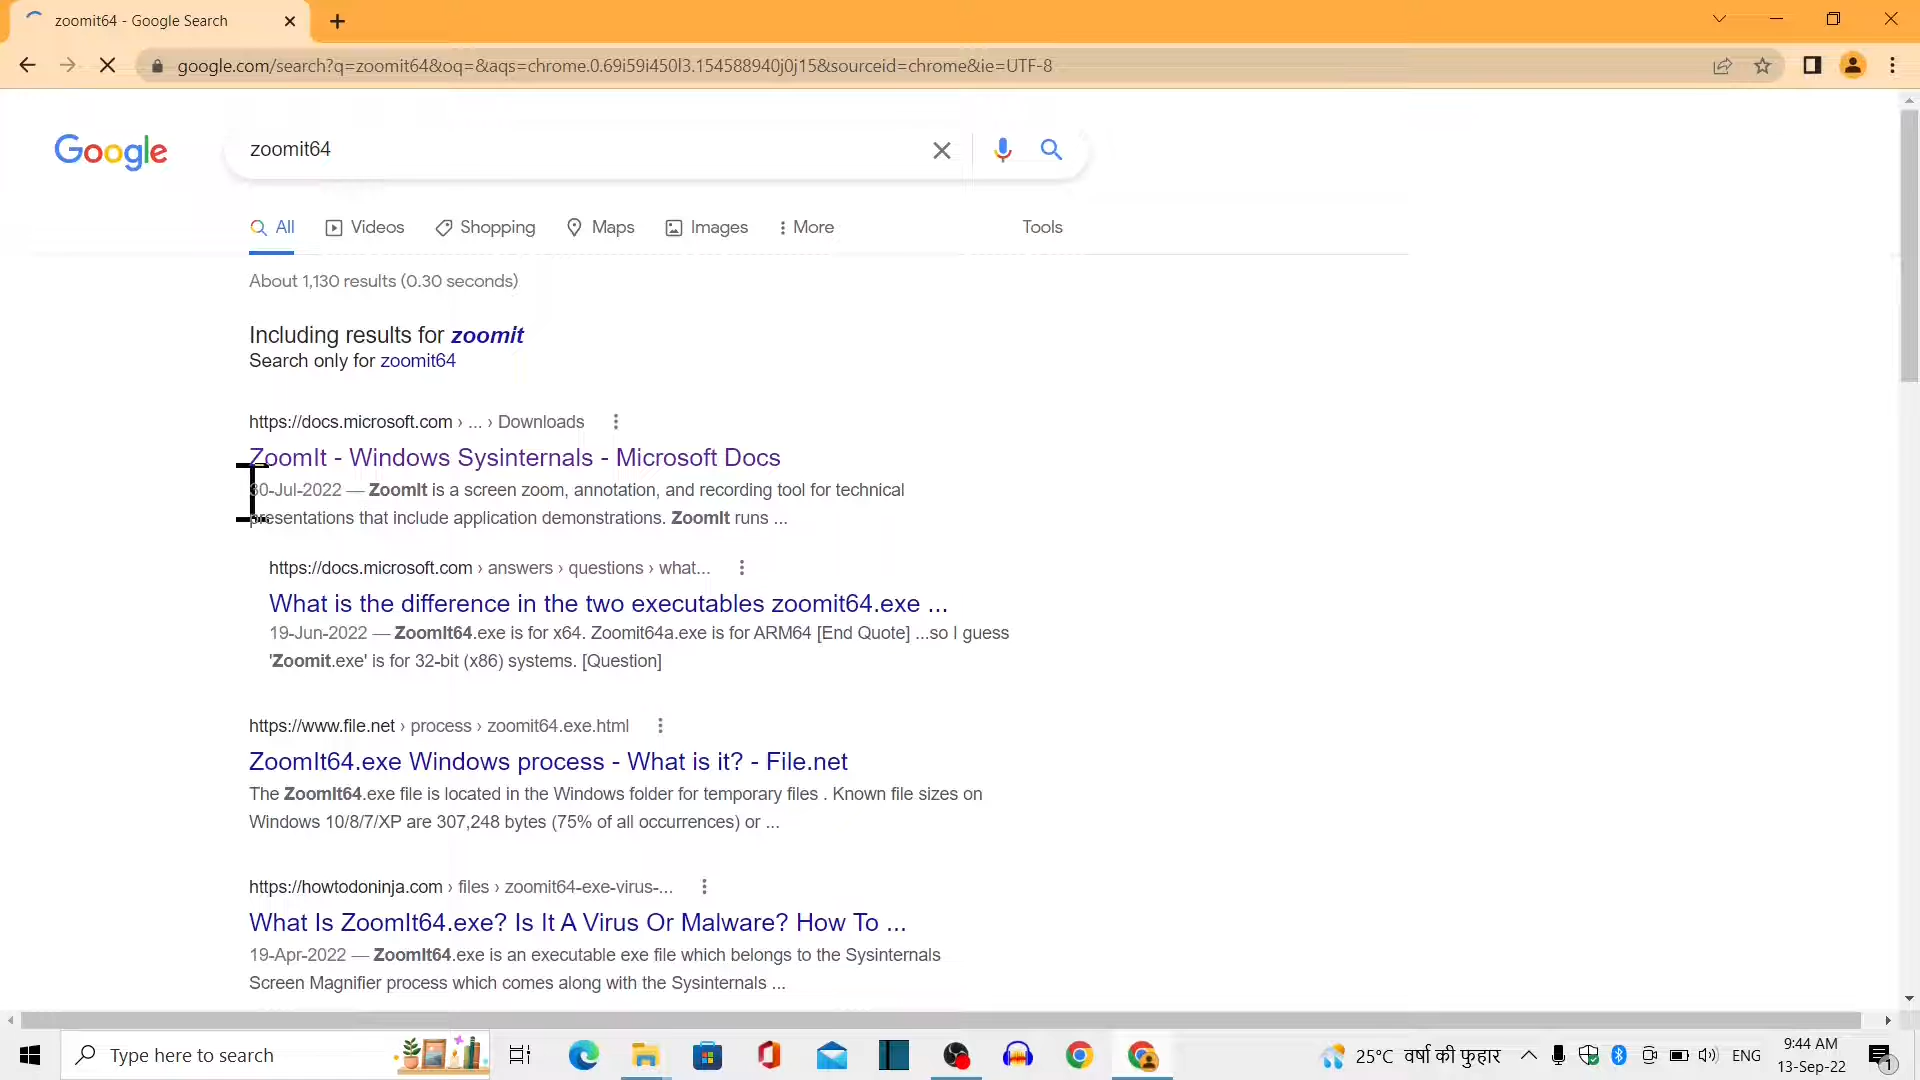 zoomit64 - Google Search
google.com/search?q=zoomit64&oq=&aqs=chrome.0.69i59i450l3.154588940j0j15&sourceid=chrome&ie=UTF-8
Google
zoomit64
All Videos Shopping Maps Images More Tools
About 1,130 results (0.30 seconds)
Including results for zoomit
Search only for zoomit64
https://docs.microsoft.com › ... › Downloads
ZoomIt - Windows Sysinternals - Microsoft Docs
30-Jul-2022 — ZoomIt is a screen zoom, annotation, and recording tool for technical
presentations that include application demonstrations. ZoomIt runs ...
https://docs.microsoft.com › answers › questions › what...
What is the difference in the two executables zoomit64.exe ...
19-Jun-2022 — ZoomIt64.exe is for x64. Zoomit64a.exe is for ARM64 [End Quote] ...so I guess
'Zoomit.exe' is for 32-bit (x86) systems. [Question]
https://www.file.net › process › zoomit64.exe.html
ZoomIt64.exe Windows process - What is it? - File.net
The ZoomIt64.exe file is located in the Windows folder for temporary files . Known file sizes on
Windows 10/8/7/XP are 307,248 bytes (75% of all occurrences) or ...
https://howtodoninja.com › files › zoomit64-exe-virus-...
What Is ZoomIt64.exe? Is It A Virus Or Malware? How To ...
19-Apr-2022 — ZoomIt64.exe is an executable exe file which belongs to the Sysinternals
Screen Magnifier process which comes along with the Sysinternals ...
Type here to search
25°C वर्षा की फुहार
ENG
9:44 AM
13-Sep-22
1